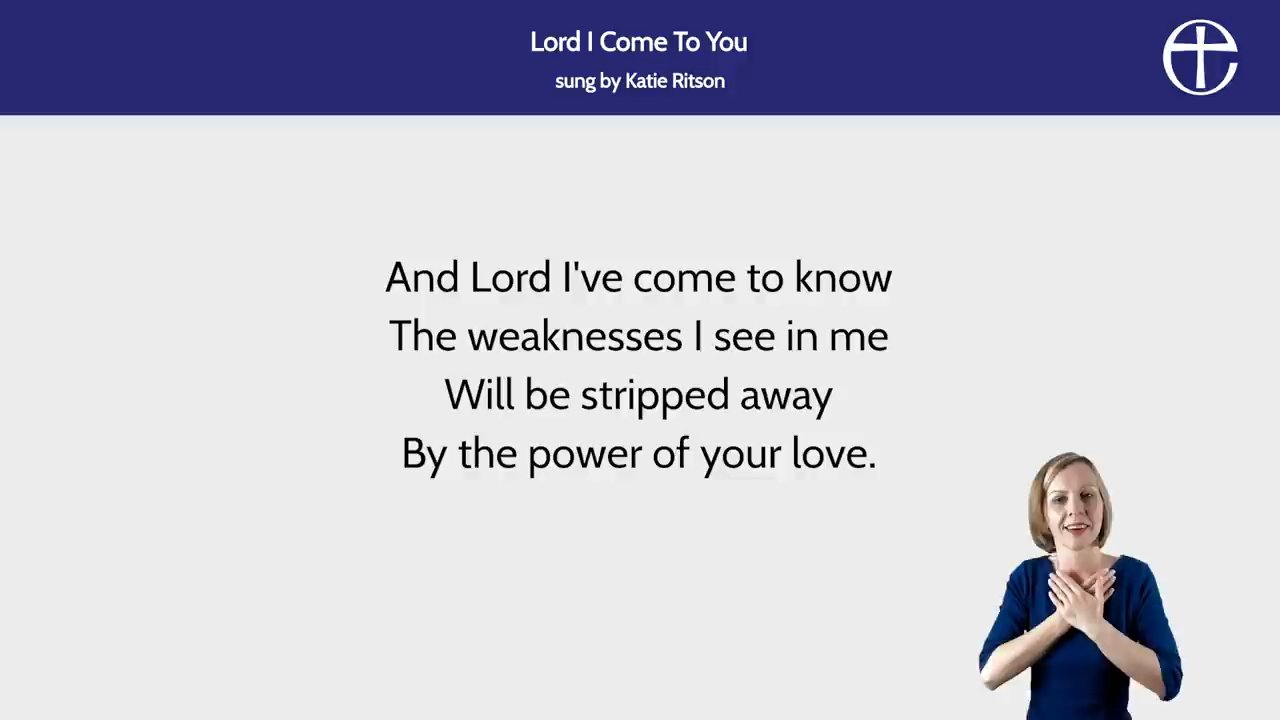 Lord I Come To You
sung by Katie Ritson
And Lord I've come to know
The weaknesses I see in me
Will be stripped away
By the power of your love.